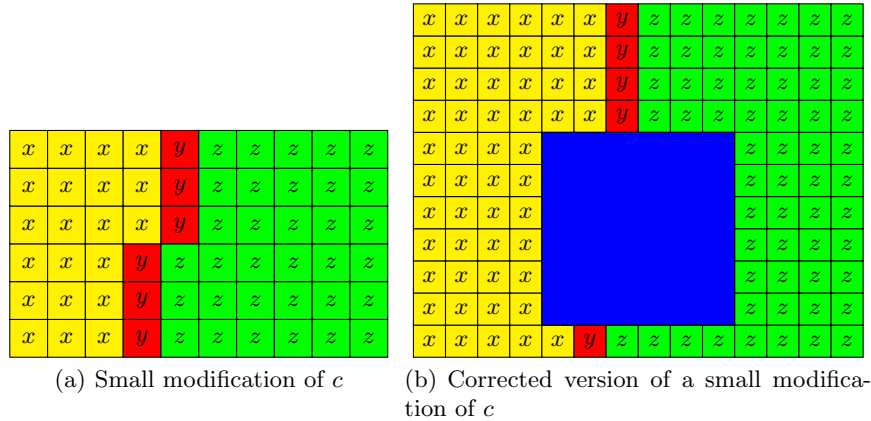 x x x x y z z z z z
x x x x y z z z z z
x x x x y z z z z z
x x x y z z z z z z
x x x y z z z z z z
x x x y z z z z z z
(a) Small modification of c
x x x x x x y z z z z z z z
x x x x x x y z z z z z z z
x x x x x x y z z z z z z z
x x x x x x y z z z z z z z
x x x x z z z z
x x x x z z z z
x x x x z z z z
x x x x z z z z
x x x x z z z z
x x x x z z z z
x x x x x y z z z z z z z z
(b) Corrected version of a small modifica-
tion of c